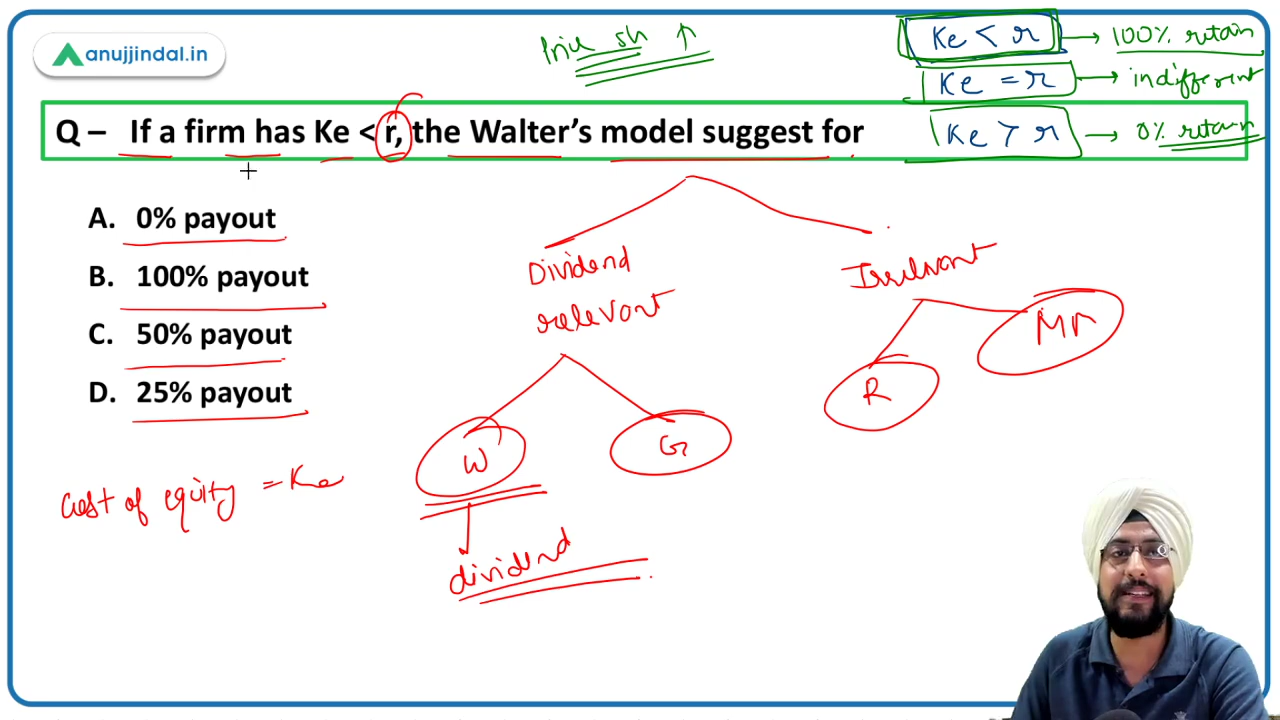 anujjindal.in
Price sh ↑
Ke < r → 100% retain
Ke = r → indifferent
Ke > r → 0% retain
Q – If a firm has Ke < r, the Walter’s model suggest for
A. 0% payout
B. 100% payout
C. 50% payout
D. 25% payout
Dividend
relevant
Irrelevant
W
G
R
MM
cost of equity = Ke
dividend